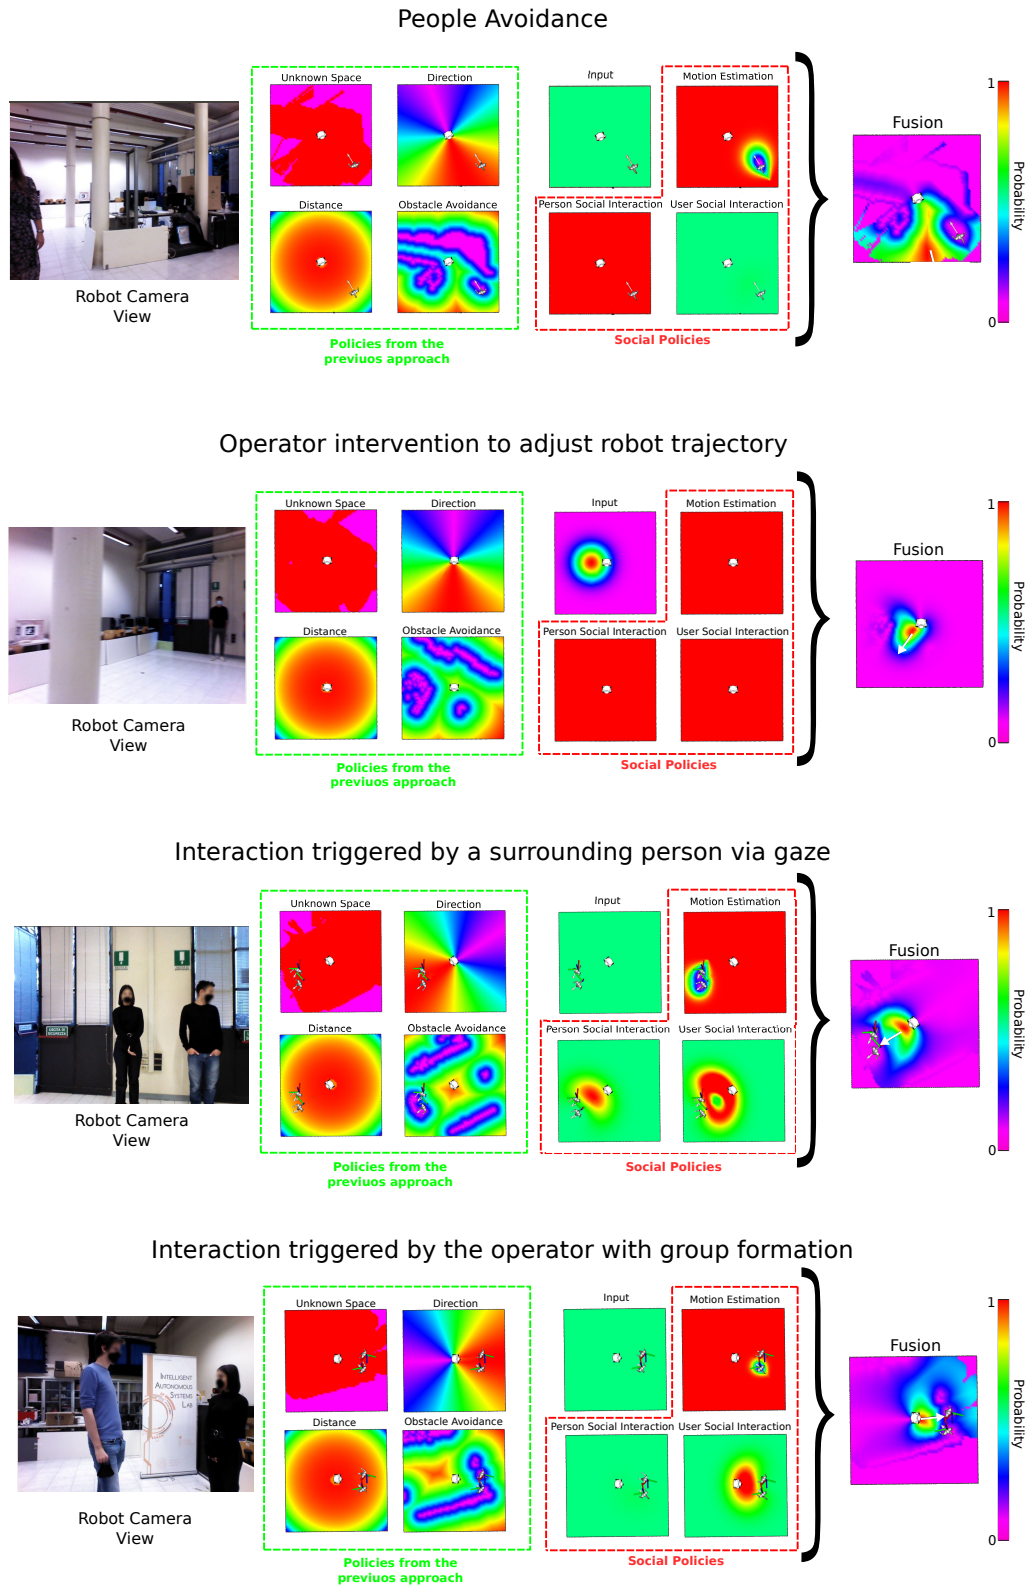 People Avoidance
Unknown Space
Direction
Input
Motion Estimation
Distance
Obstacle Avoidance
Person Social Interaction
User Social Interaction
Robot Camera
View
Policies from the
previuos approach
Social Policies
Fusion
1
Probability
0
Operator intervention to adjust robot trajectory
Unknown Space
Direction
Input
Motion Estimation
Distance
Obstacle Avoidance
Person Social Interaction
User Social Interaction
Robot Camera
View
Policies from the
previuos approach
Social Policies
Fusion
1
Probability
0
Interaction triggered by a surrounding person via gaze
Unknown Space
Direction
Input
Motion Estimation
Distance
Obstacle Avoidance
Person Social Interaction
User Social Interaction
Robot Camera
View
Policies from the
previuos approach
Social Policies
Fusion
1
Probability
0
Interaction triggered by the operator with group formation
INTELLIGENT
AUTONOMOUS
SYSTEMS
LAB
Unknown Space
Direction
Input
Motion Estimation
Distance
Obstacle Avoidance
Person Social Interaction
User Social Interaction
Robot Camera
View
Policies from the
previuos approach
Social Policies
Fusion
1
Probability
0